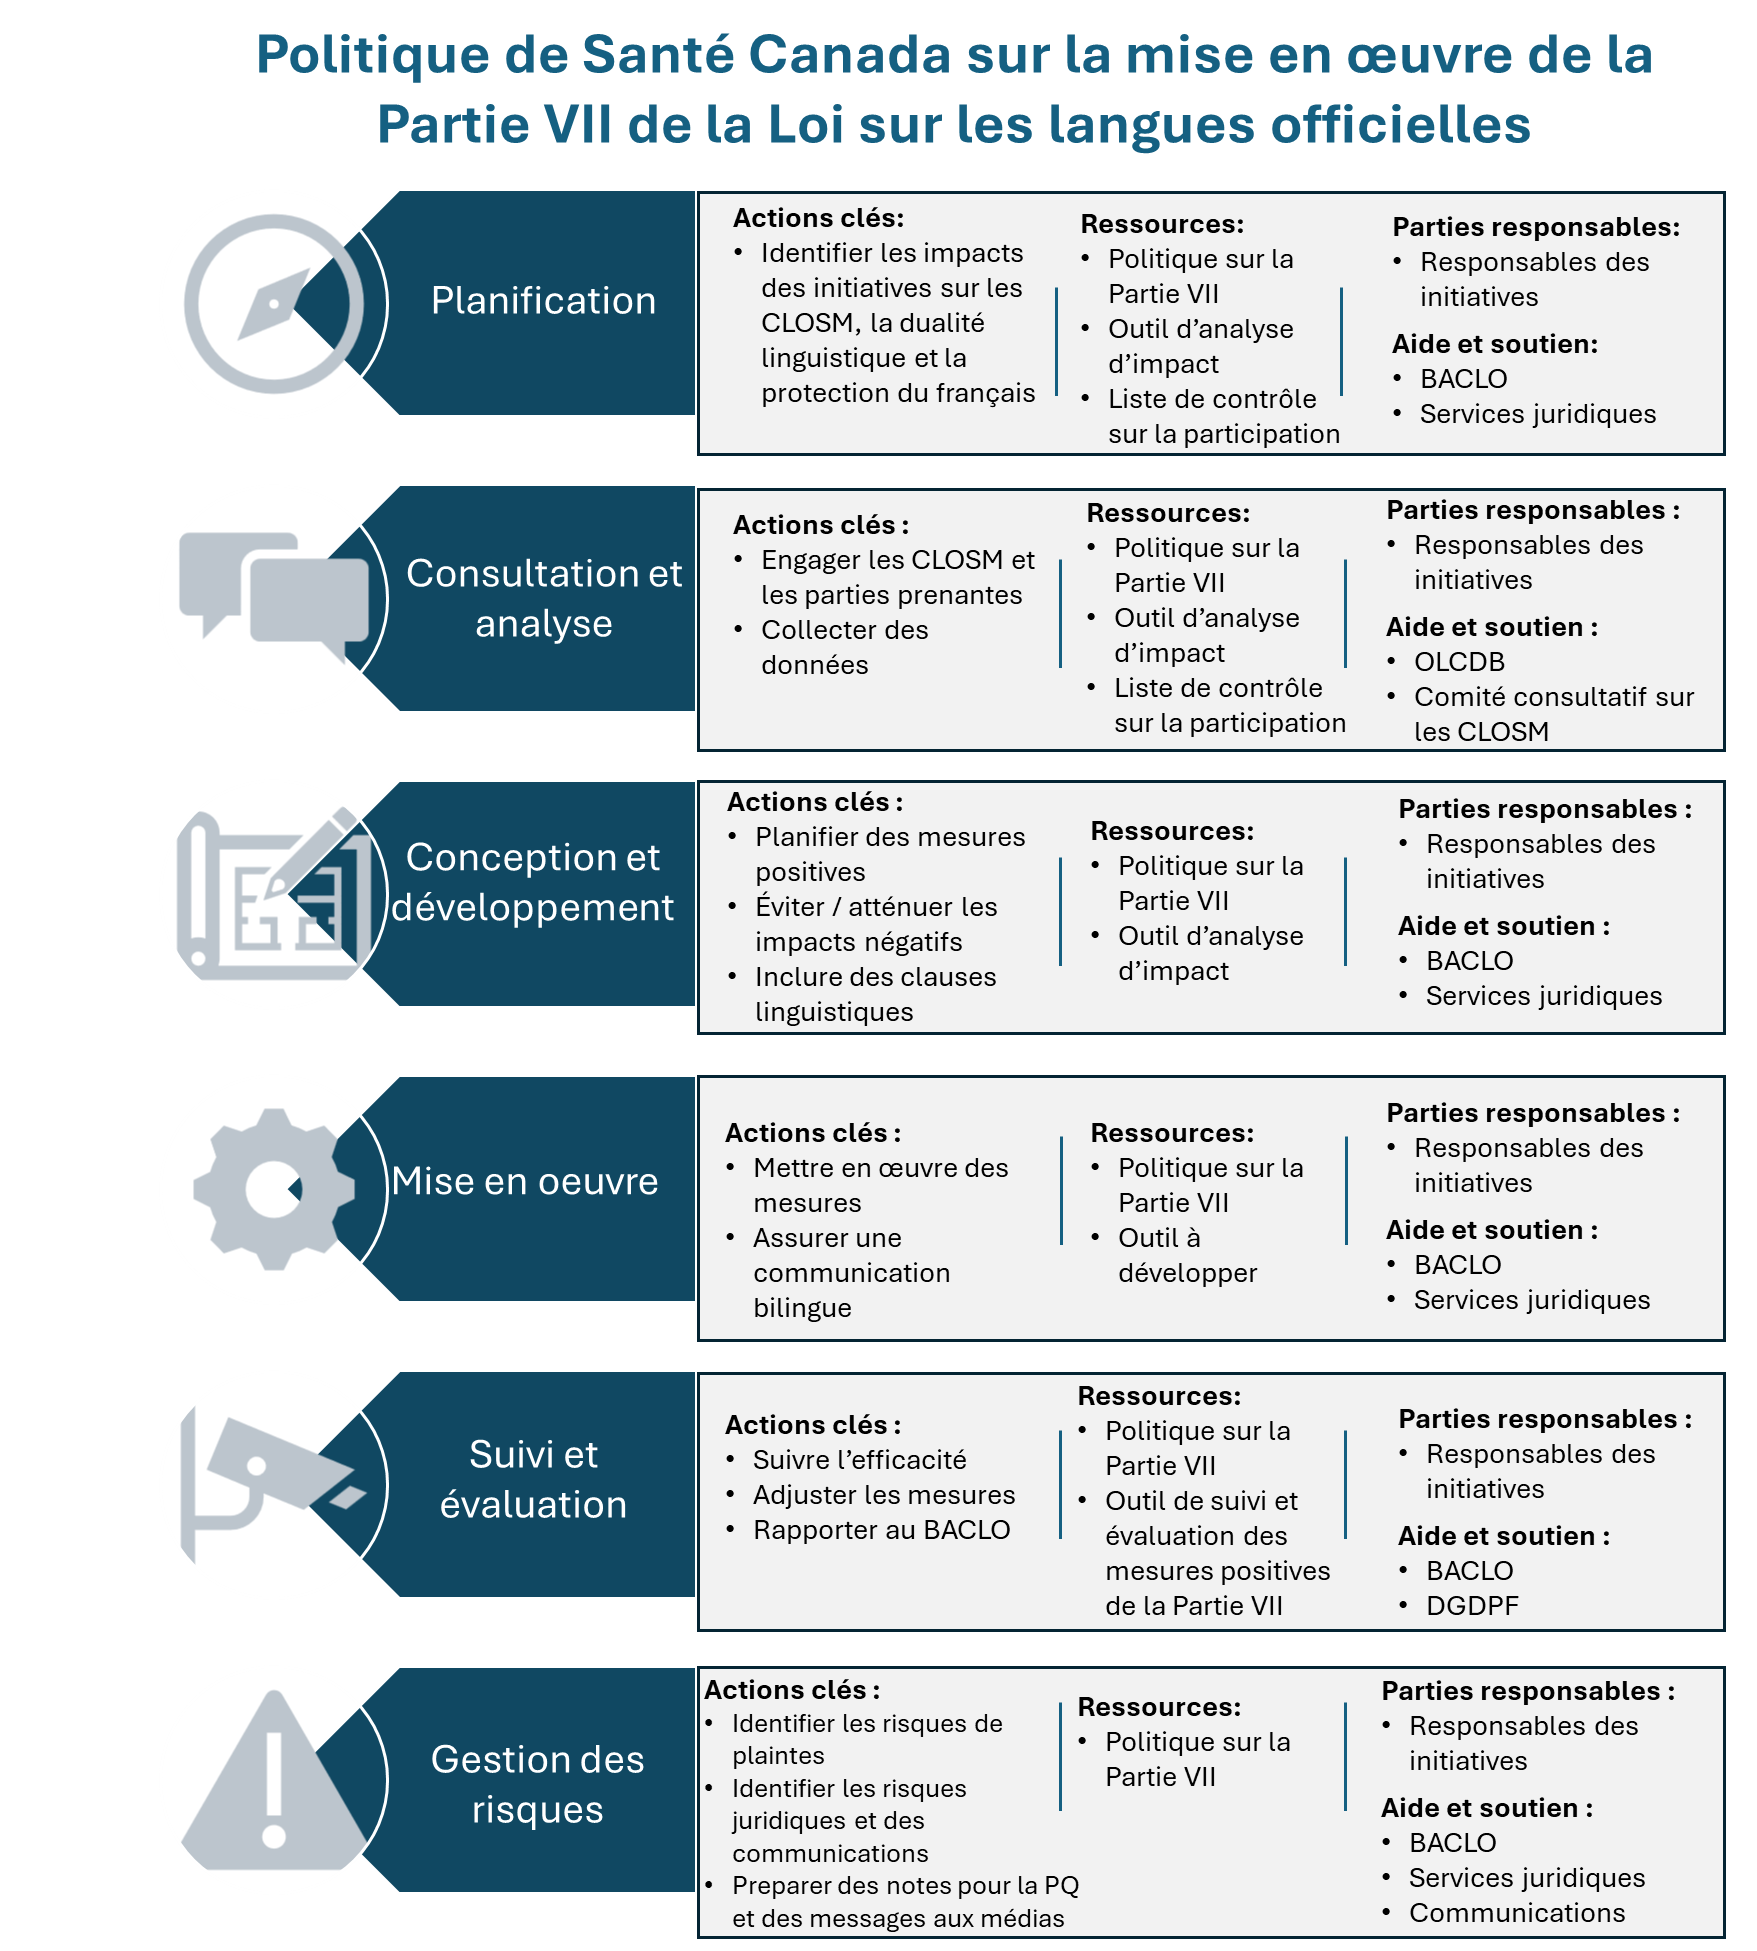 Politique de Santé Canada sur la mise en œuvre de la
Partie VII de la Loi sur les langues officielles
Planification
Actions clés:
• Identifier les impacts
des initiatives sur les
CLOSM, la dualité
linguistique et la
protection du français
Ressources:
• Politique sur la
Partie VII
• Outil d’analyse
d’impact
• Liste de contrôle
sur la participation
Parties responsables:
• Responsables des
initiatives
Aide et soutien:
• BACLO
• Services juridiques
Consultation et
analyse
Actions clés :
• Engager les CLOSM et
les parties prenantes
• Collecter des
données
Ressources:
• Politique sur la
Partie VII
• Outil d’analyse
d’impact
• Liste de contrôle
sur la participation
Parties responsables :
• Responsables des
initiatives
Aide et soutien :
• OLCDB
• Comité consultatif sur
les CLOSM
Conception et
développement
Actions clés :
• Planifier des mesures
positives
• Éviter / atténuer les
impacts négatifs
• Inclure des clauses
linguistiques
Ressources:
• Politique sur la
Partie VII
• Outil d’analyse
d’impact
Parties responsables :
• Responsables des
initiatives
Aide et soutien :
• BACLO
• Services juridiques
Mise en oeuvre
Actions clés :
• Mettre en œuvre des
mesures
• Assurer une
communication
bilingue
Ressources:
• Politique sur la
Partie VII
• Outil à
développer
Parties responsables :
• Responsables des
initiatives
Aide et soutien :
• BACLO
• Services juridiques
Suivi et
évaluation
Actions clés :
• Suivre l’efficacité
• Adjuster les mesures
• Rapporter au BACLO
Ressources:
• Politique sur la
Partie VII
• Outil de suivi et
évaluation des
mesures positives
de la Partie VII
Parties responsables :
• Responsables des
initiatives
Aide et soutien :
• BACLO
• DGDPF
Gestion des
risques
Actions clés :
• Identifier les risques de
plaintes
• Identifier les risques
juridiques et des
communications
• Preparer des notes pour la PQ
et des messages aux médias
Ressources:
• Politique sur la
Partie VII
Parties responsables :
• Responsables des
initiatives
Aide et soutien :
• BACLO
• Services juridiques
• Communications